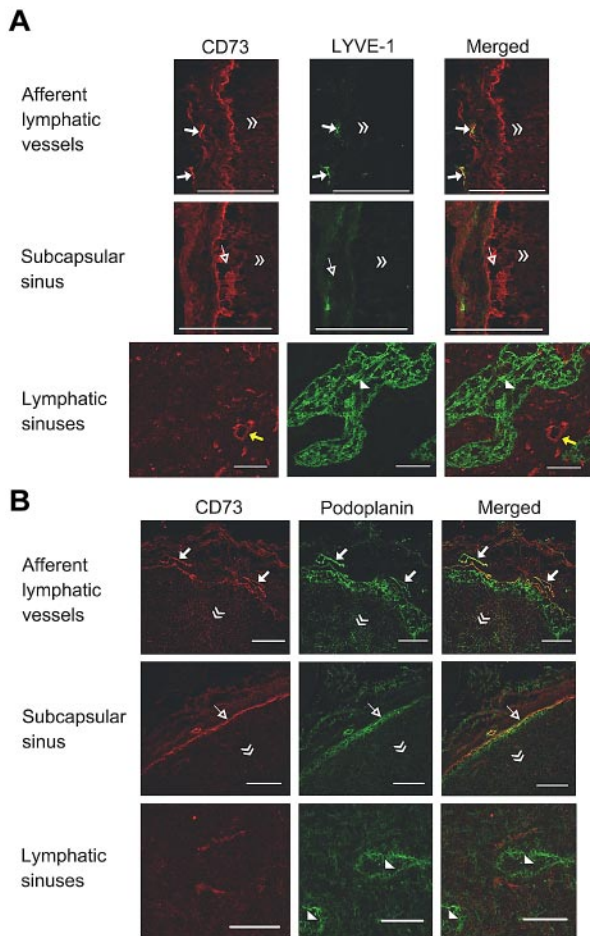 A
CD73 LYVE-1 Merged
Afferent
lymphatic
vessels
Subcapsular
sinus
Lymphatic
sinuses
B
CD73 Podoplanin Merged
Afferent
lymphatic
vessels
Subcapsular
sinus
Lymphatic
sinuses